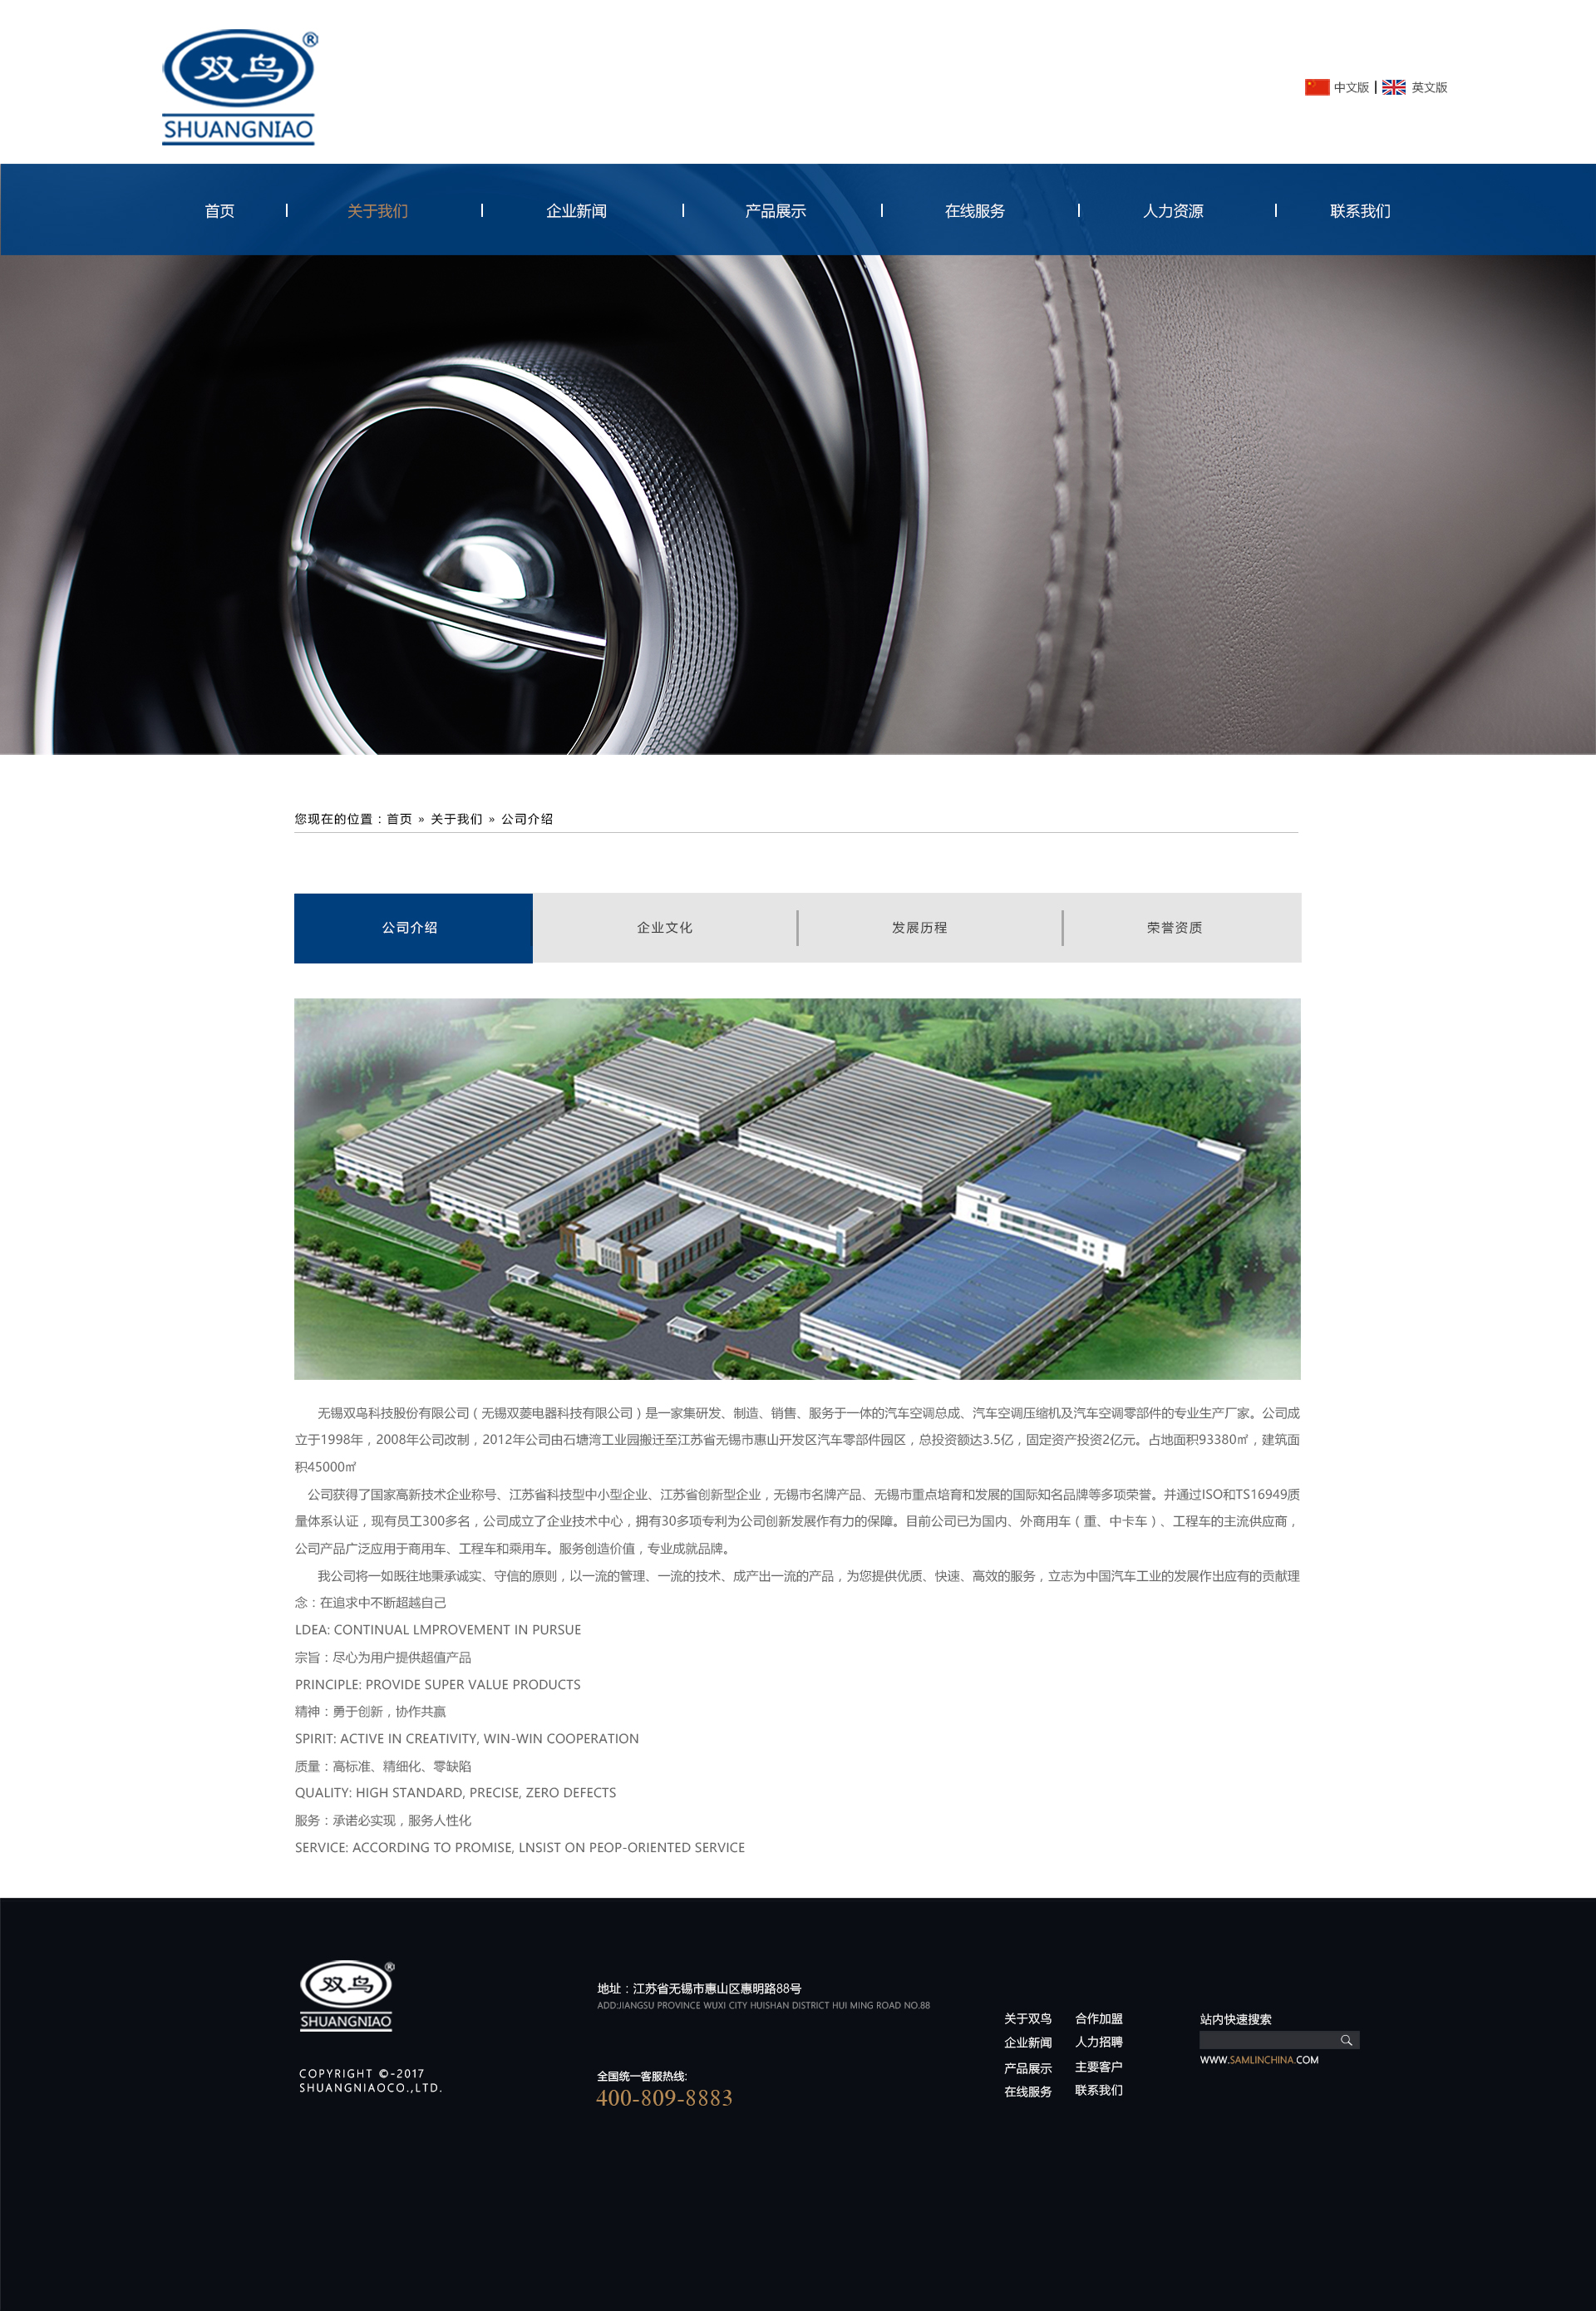 双鸟®
SHUANGNIAO
中文版 | 英文版
首页 关于我们 企业新闻 产品展示 在线服务 人力资源 联系我们
您现在的位置：首页 » 关于我们 » 公司介绍
公司介绍 企业文化 发展历程 荣誉资质
无锡双鸟科技股份有限公司（无锡双菱电器科技有限公司）是一家集研发、制造、销售、服务于一体的汽车空调总成、汽车空调压缩机及汽车空调零部件的专业生产厂家。公司成
立于1998年，2008年公司改制，2012年公司由石塘湾工业园搬迁至江苏省无锡市惠山开发区汽车零部件园区，总投资额达3.5亿，固定资产投资2亿元。占地面积93380㎡，建筑面
积45000㎡
公司获得了国家高新技术企业称号、江苏省科技型中小型企业、江苏省创新型企业，无锡市名牌产品、无锡市重点培育和发展的国际知名品牌等多项荣誉。并通过ISO和TS16949质
量体系认证，现有员工300多名，公司成立了企业技术中心，拥有30多项专利为公司创新发展作有力的保障。目前公司已为国内、外商用车（重、中卡车）、工程车的主流供应商，
公司产品广泛应用于商用车、工程车和乘用车。服务创造价值，专业成就品牌。
我公司将一如既往地秉承诚实、守信的原则，以一流的管理、一流的技术、成产出一流的产品，为您提供优质、快速、高效的服务，立志为中国汽车工业的发展作出应有的贡献理
念：在追求中不断超越自己
LDEA: CONTINUAL LMPROVEMENT IN PURSUE
宗旨：尽心为用户提供超值产品
PRINCIPLE: PROVIDE SUPER VALUE PRODUCTS
精神：勇于创新，协作共赢
SPIRIT: ACTIVE IN CREATIVITY, WIN-WIN COOPERATION
质量：高标准、精细化、零缺陷
QUALITY: HIGH STANDARD, PRECISE, ZERO DEFECTS
服务：承诺必实现，服务人性化
SERVICE: ACCORDING TO PROMISE, LNSIST ON PEOP-ORIENTED SERVICE
双鸟®
SHUANGNIAO
COPYRIGHT ©-2017
SHUANGNIAOCO.,LTD.
地址：江苏省无锡市惠山区惠明路88号
ADD:JIANGSU PROVINCE WUXI CITY HUISHAN DISTRICT HUI MING ROAD NO.88
全国统一客服热线:
400-809-8883
关于双鸟 合作加盟
企业新闻 人力招聘
产品展示 主要客户
在线服务 联系我们
站内快速搜索
WWW.SAMLINCHINA.COM